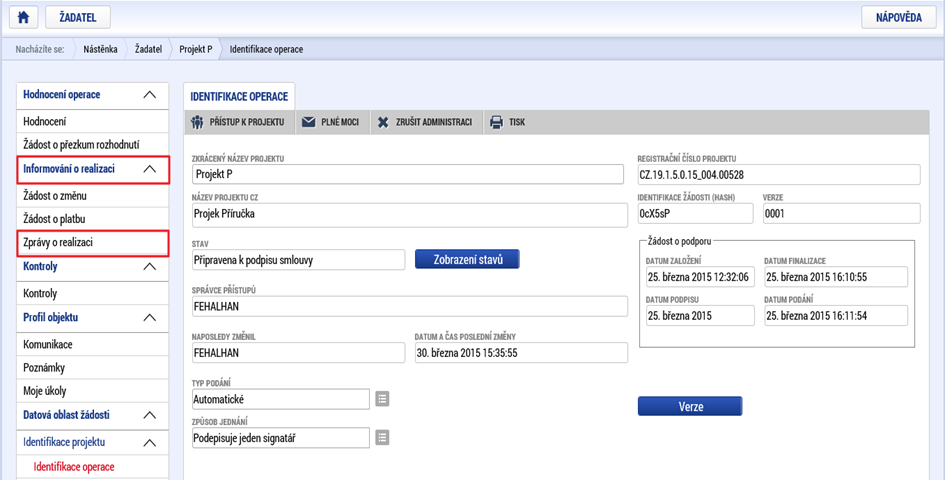 ŽADATEL
NÁPOVĚDA
Nacházíte se:
Nástěnka
Žadatel
Projekt P
Identifikace operace
Hodnocení operace
Hodnocení
Žádost o přezkum rozhodnutí
Informování o realizaci
Žádost o změnu
Žádost o platbu
Zprávy o realizaci
Kontroly
Kontroly
Profil objektu
Komunikace
Poznámky
Moje úkoly
Datová oblast žádosti
Identifikace projektu
Identifikace operace
IDENTIFIKACE OPERACE
PŘÍSTUP K PROJEKTU
PLNÉ MOCI
ZRUŠIT ADMINISTRACI
TISK
ZKRÁCENÝ NÁZEV PROJEKTU
Projekt P
NÁZEV PROJEKTU CZ
Projek Příručka
STAV
Připravena k podpisu smlouvy
Zobrazení stavů
SPRÁVCE PŘÍSTUPŮ
FEHALHAN
NAPOSLEDY ZMĚNIL
DATUM A ČAS POSLEDNÍ ZMĚNY
FEHALHAN
30. března 2015 15:35:55
TYP PODÁNÍ
Automatické
ZPŮSOB JEDNÁNÍ
Podepisuje jeden signatář
REGISTRAČNÍ ČÍSLO PROJEKTU
CZ.19.1.5.0.15_004.00528
IDENTIFIKACE ŽÁDOSTI (HASH)
VERZE
0cX5sP
0001
Žádost o podporu
DATUM ZALOŽENÍ
DATUM FINALIZACE
25. března 2015 12:32:06
25. března 2015 16:10:55
DATUM PODPISU
DATUM PODÁNÍ
25. března 2015
25. března 2015 16:11:54
Verze